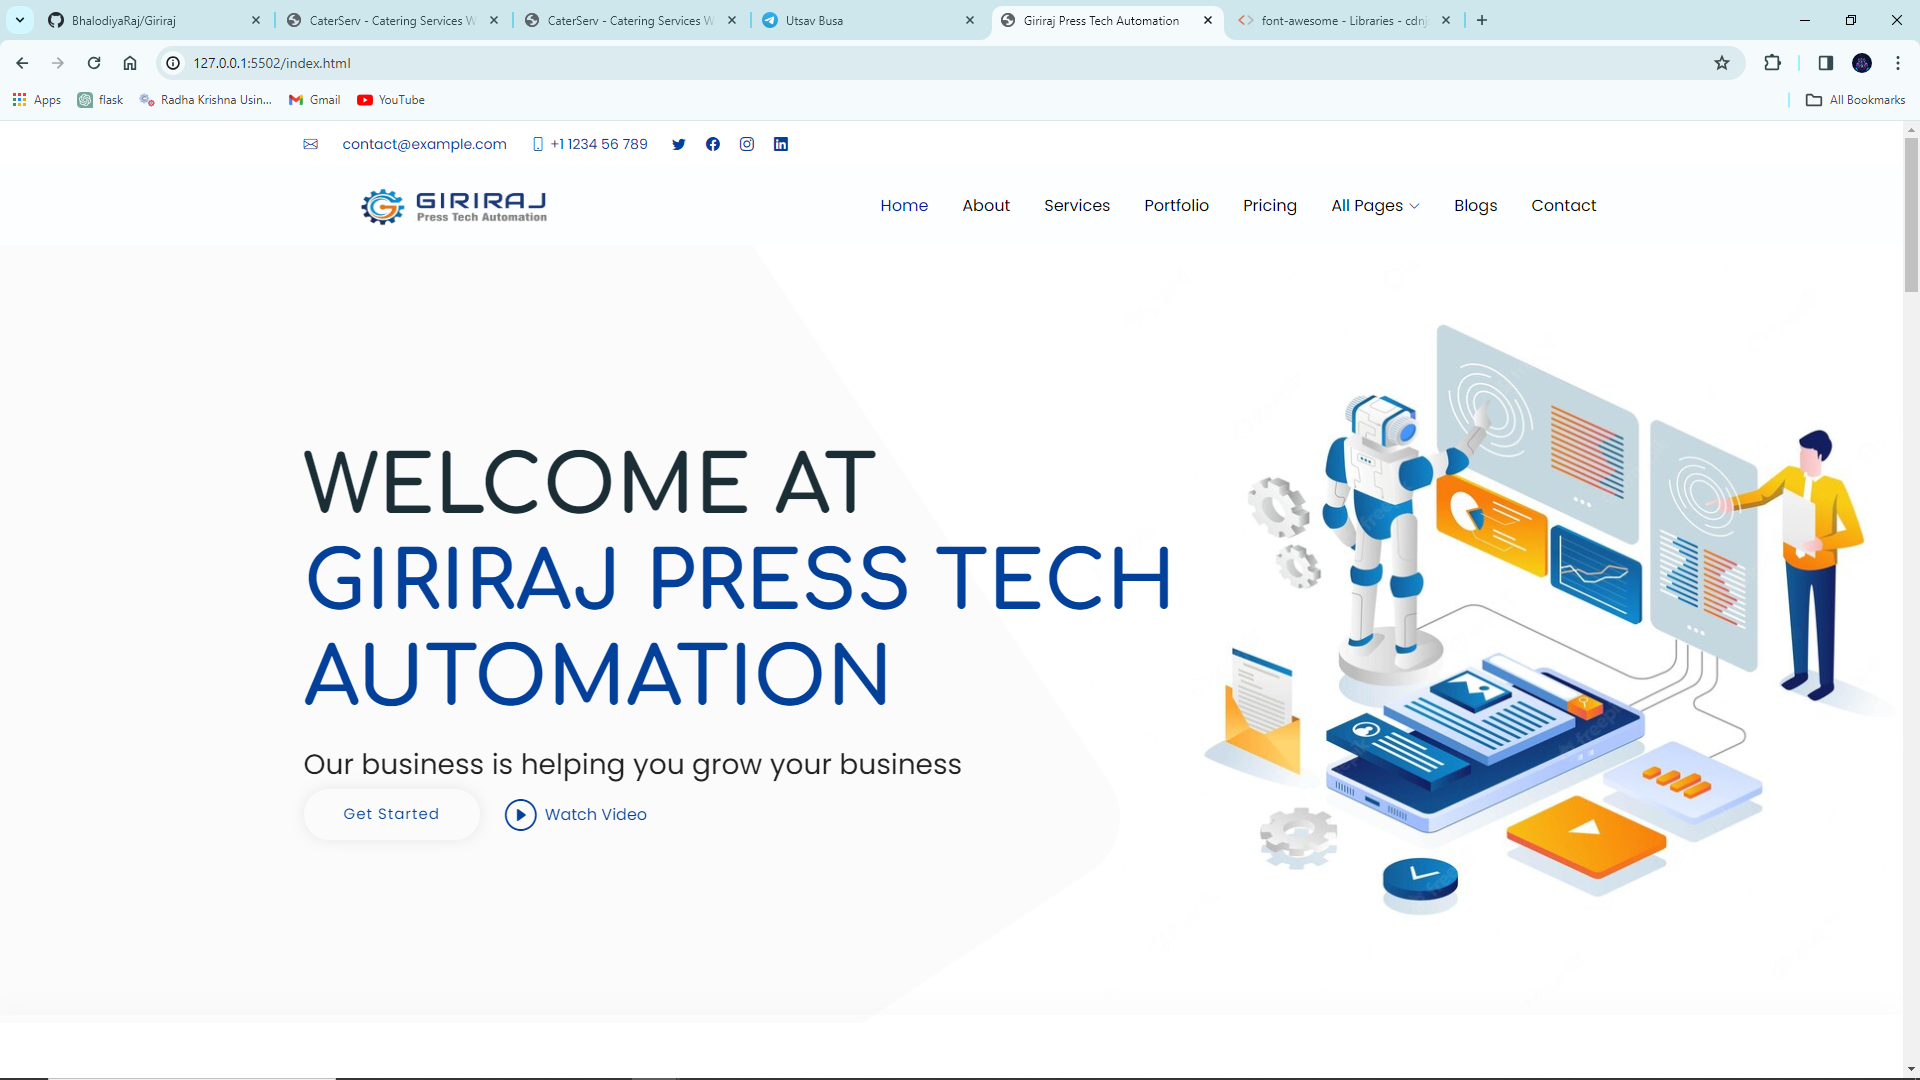 BhalodiyaRaj/Giriraj
CaterServ - Catering Services W
CaterServ - Catering Services W
Utsav Busa
Giriraj Press Tech Automation
font-awesome - Libraries - cdnj
127.0.0.1:5502/index.html
Apps
flask
Radha Krishna Usin...
Gmail
YouTube
All Bookmarks
contact@example.com
+1 1234 56 789
GIRIRAJ
Press Tech Automation
Home
About
Services
Portfolio
Pricing
All Pages
Blogs
Contact
WELCOME AT
GIRIRAJ PRESS TECH
AUTOMATION
Our business is helping you grow your business
Get Started
Watch Video